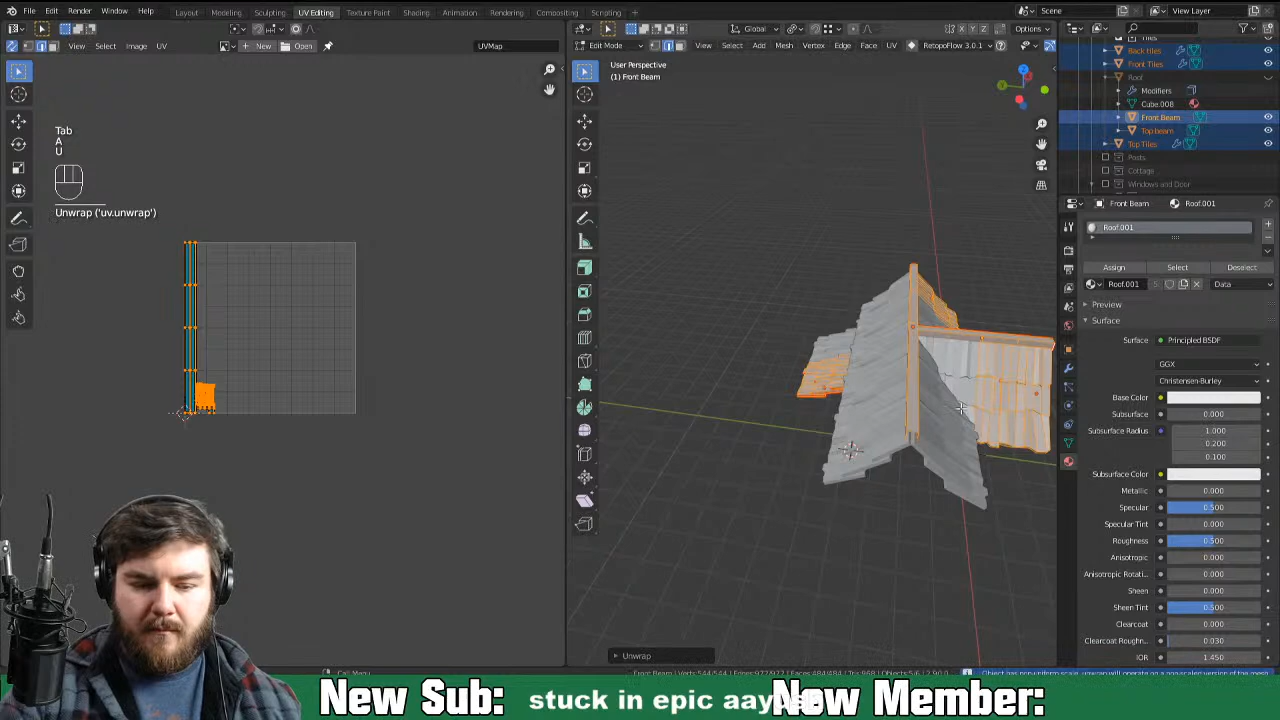 File Edit Render Window Help Layout Modeling Sculpting UV Editing Texture Paint Shading Animation Rendering Compositing Scripting Scene View Layer
View Select Image UV New Open UVMap
Edit Mode View Select Add Mesh Vertex Edge Face UV RetopoFlow 3.0.1
Global Options
Tab
A
U
Unwrap ('uv.unwrap')
User Perspective
(1) Front Beam
Back tiles
Front Tiles
Roof
Modifiers
Cube.008
Front Beam
Top beam
Top Tiles
Posts
Cottage
Windows and Door
Front Beam Roof.001
Roof.001
Assign Select Deselect
Roof.001 Data
Preview
Surface
Surface Principled BSDF
GGX
Christensen-Burley
Base Color
Subsurface 0.000
Subsurface Radius 1.000
0.200
0.100
Subsurface Color
Metallic 0.000
Specular 0.500
Specular Tint 0.000
Roughness 0.500
Anisotropic 0.000
Anisotropic Rotati.. 0.000
Sheen 0.000
Sheen Tint 0.500
Clearcoat 0.000
Clearcoat Roughn.. 0.030
IOR 1.450
Unwrap
New Sub: stuck in epic aayu New Member: